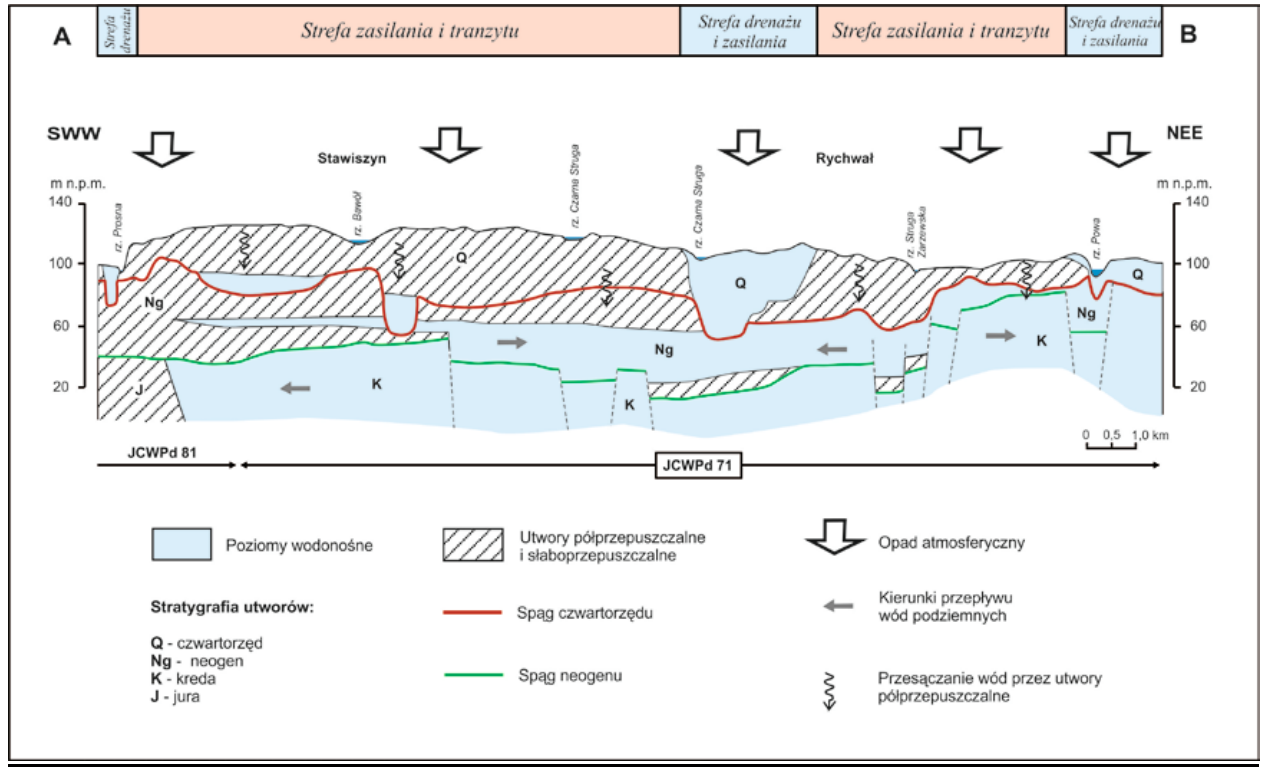 A
Strefa
drenażu
Strefa zasilania i tranzytu
Strefa drenażu
i zasilania
Strefa zasilania i tranzytu
Strefa drenażu
i zasilania
B
SWW
NEE
Stawiszyn
Rychwał
m n.p.m.
140
100
60
20
m n.p.m.
140
100
60
20
rz. Prosna
rz. Bawół
rz. Czarna Struga
rz. Czarna Struga
rz. Struga
Zarzewska
rz. Powa
Q
Q
Q
Ng
Ng
Ng
K
K
K
J
0 0,5 1,0 km
JCWPd 81
JCWPd 71
Poziomy wodonośne
Utwory półprzepuszczalne
i słaboprzepuszczalne
Opad atmosferyczny
Stratygrafia utworów:
Q - czwartorzęd
Ng - neogen
K - kreda
J - jura
Spąg czwartorzędu
Spąg neogenu
Kierunki przepływu
wód podziemnych
Przesączanie wód przez utwory
półprzepuszczalne